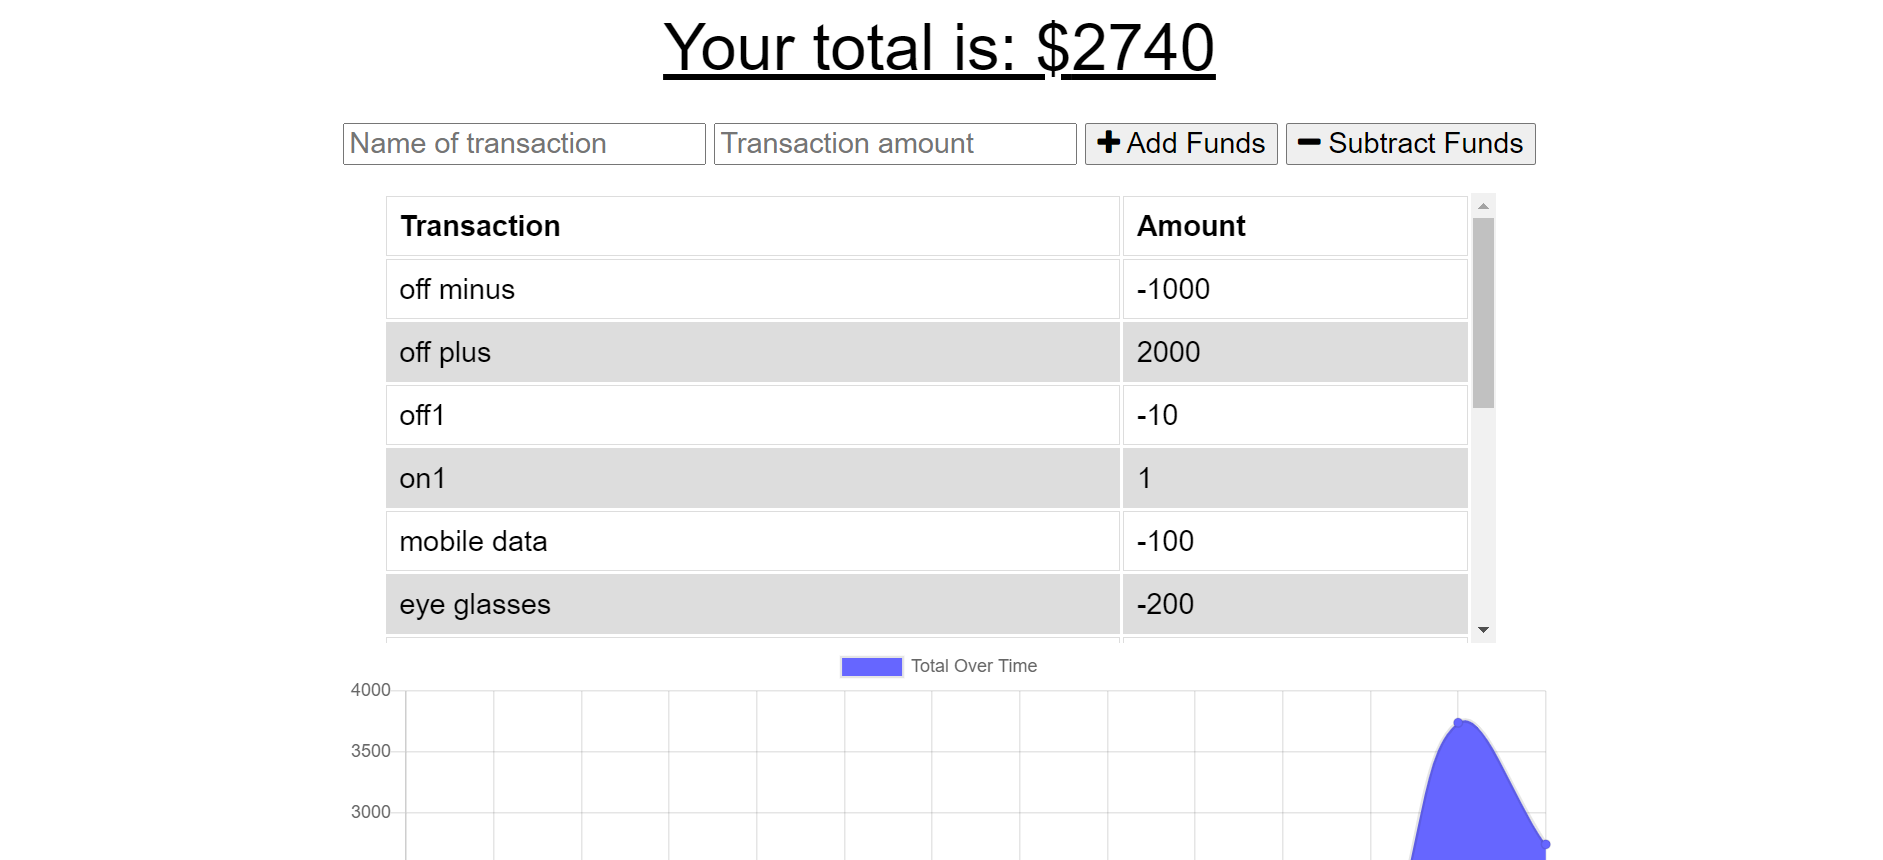 Your total is: $2740
Name of transaction Transaction amount Add Funds Subtract Funds
Transaction Amount
off minus -1000
off plus 2000
off1 -10
on1 1
mobile data -100
eye glasses -200
Total Over Time
4000
3500
3000